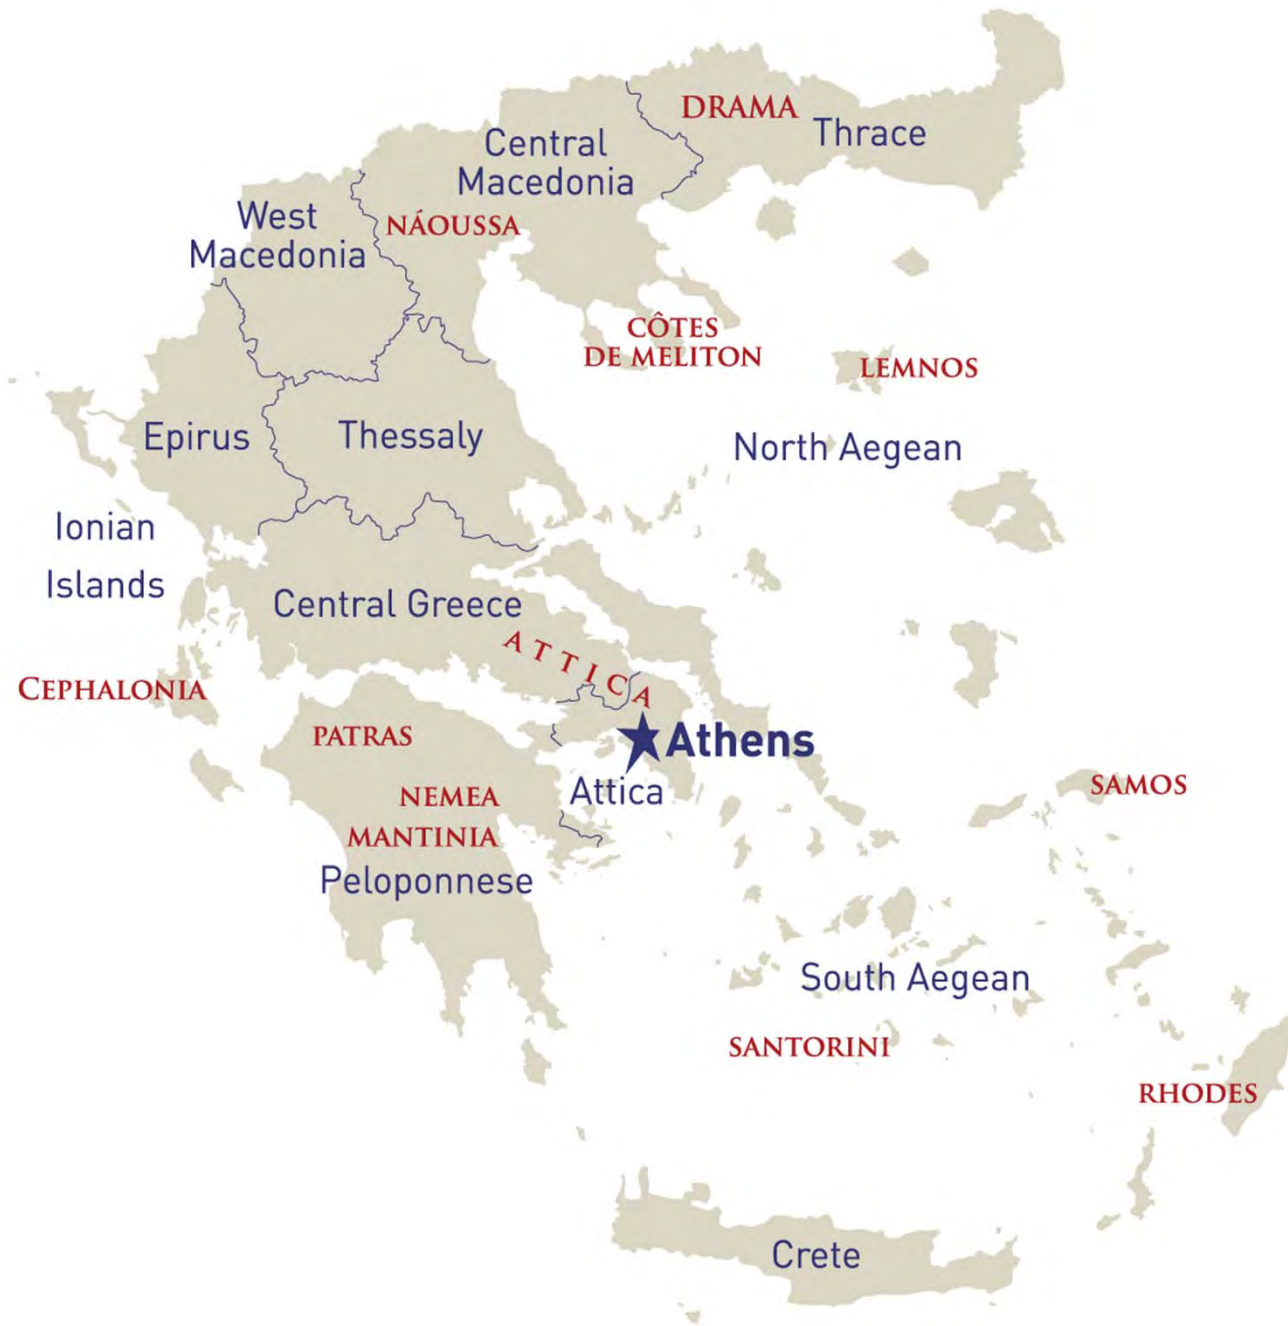 DRAMA
Thrace
Central
Macedonia
West
Macedonia
NÁOUSSA
CÔTES
DE MELITON
LEMNOS
Epirus
Thessaly
North Aegean
Ionian
Islands
Central Greece
ATTICA
CEPHALONIA
PATRAS
Athens
NEMEA
Attica
SAMOS
MANTINIA
Peloponnese
South Aegean
SANTORINI
RHODES
Crete